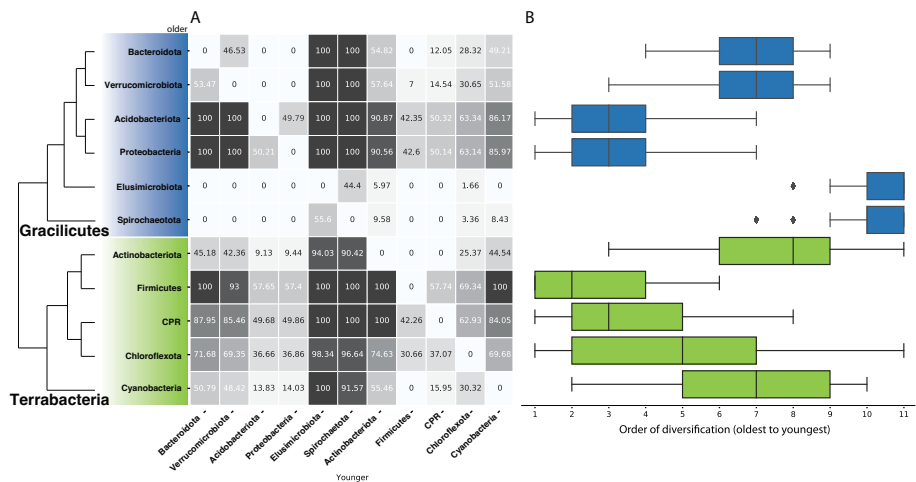 A
B
older
Bacteroidota 0 46.53 0 0 100 100 54.82 0 12.05 28.32 49.21
Verrucomicrobiota 53.47 0 0 0 100 100 57.64 7 14.54 30.65 51.58
Acidobacteriota 100 100 0 49.79 100 100 90.87 42.35 50.32 63.34 86.17
Proteobacteria 100 100 50.21 0 100 100 90.56 42.6 50.14 63.14 85.97
Elusimicrobiota 0 0 0 0 0 44.4 5.97 0 0 1.66 0
Spirochaetota 0 0 0 0 55.6 0 9.58 0 0 3.36 8.43
Gracilicutes
Actinobacteriota 45.18 42.36 9.13 9.44 94.03 90.42 0 0 0 25.37 44.54
Firmicutes 100 93 57.65 57.4 100 100 100 0 57.74 69.34 100
CPR 87.95 85.46 49.68 49.86 100 100 100 42.26 0 62.93 84.05
Chloroflexota 71.68 69.35 36.66 36.86 98.34 96.64 74.63 30.66 37.07 0 69.68
Cyanobacteria 50.79 48.42 13.83 14.03 100 91.57 55.46 0 15.95 30.32 0
Terrabacteria
Bacteroidota
Verrucomicrobiota
Acidobacteriota
Proteobacteria
Elusimicrobiota
Spirochaetota
Actinobacteriota
Firmicutes
CPR
Chloroflexota
Cyanobacteria
Younger
1 2 3 4 5 6 7 8 9 10 11
Order of diversification (oldest to youngest)